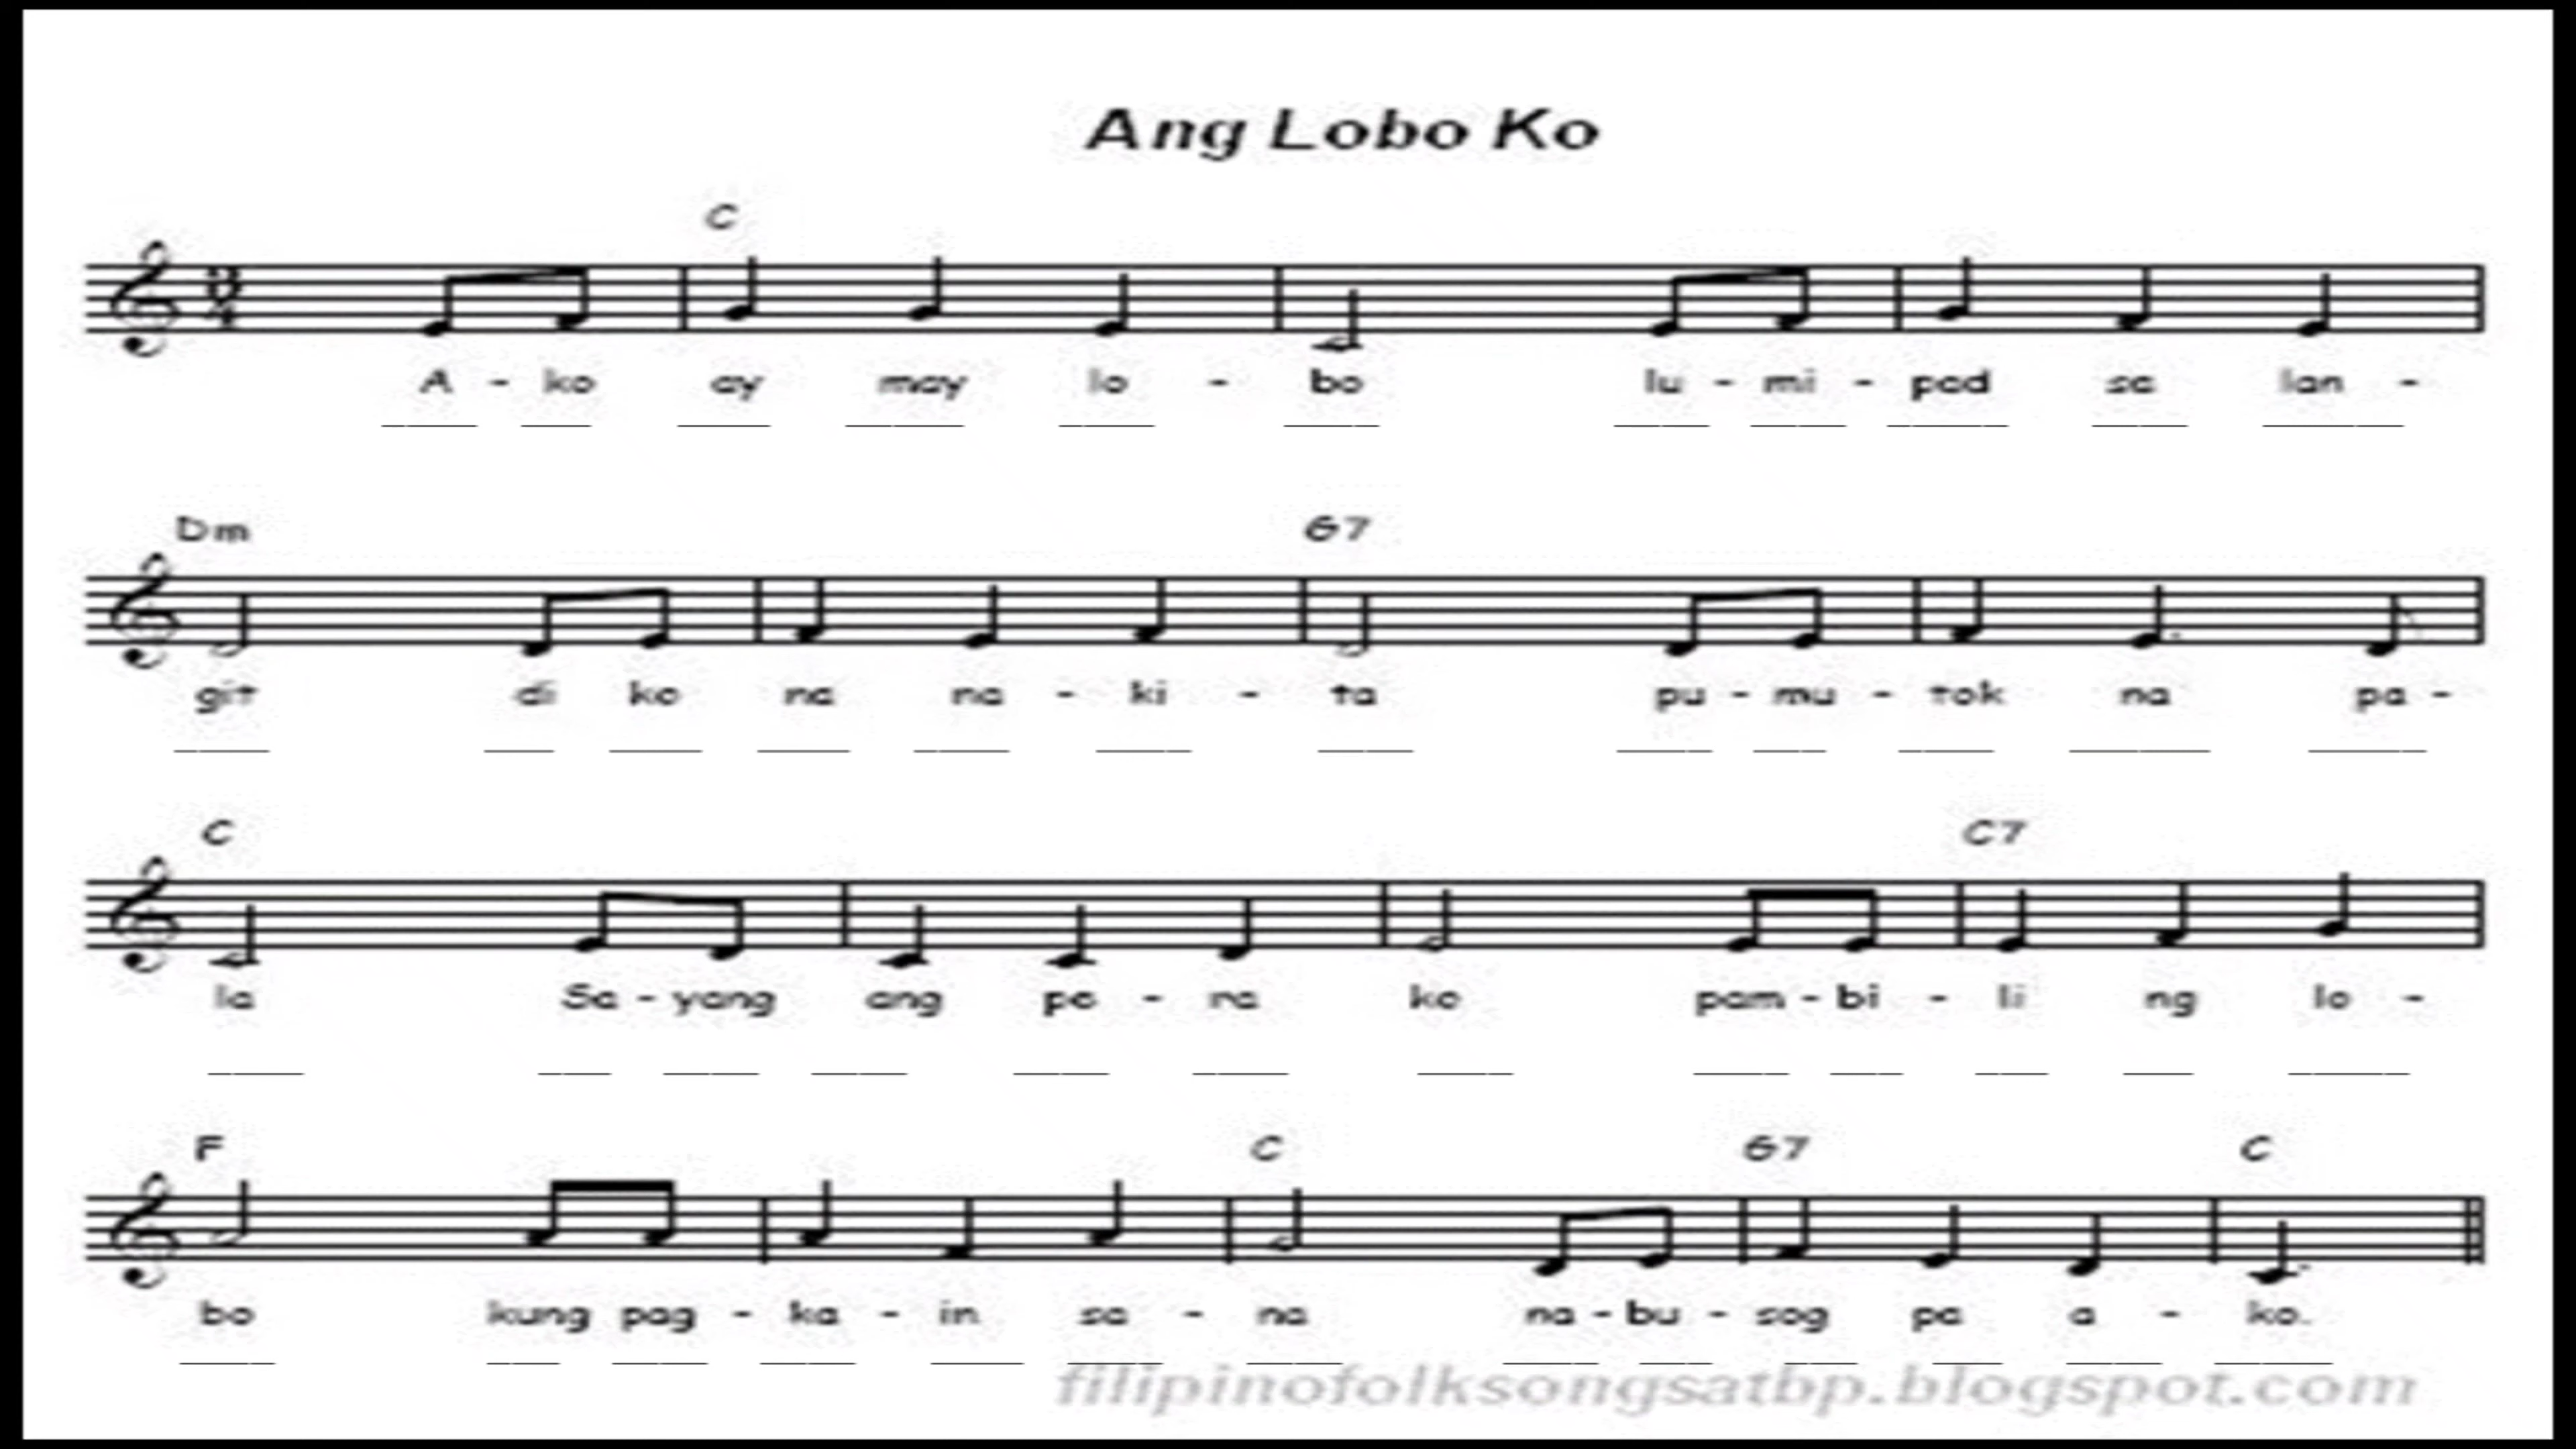 Ang Lobo Ko
C
A - ko ay may lo - bo lu - mi - pad sa lan -
Dm G7
git di ko na na - ki - ta pu - mu - tok na pa -
C C7
la Sa - yang ang pe - ra ko pam - bi - li ng lo -
F C G7 C
bo kung pag - ka - in sa - na na - bu - sog pa a - ko.
filipinofolksongsatbp.blogspot.com